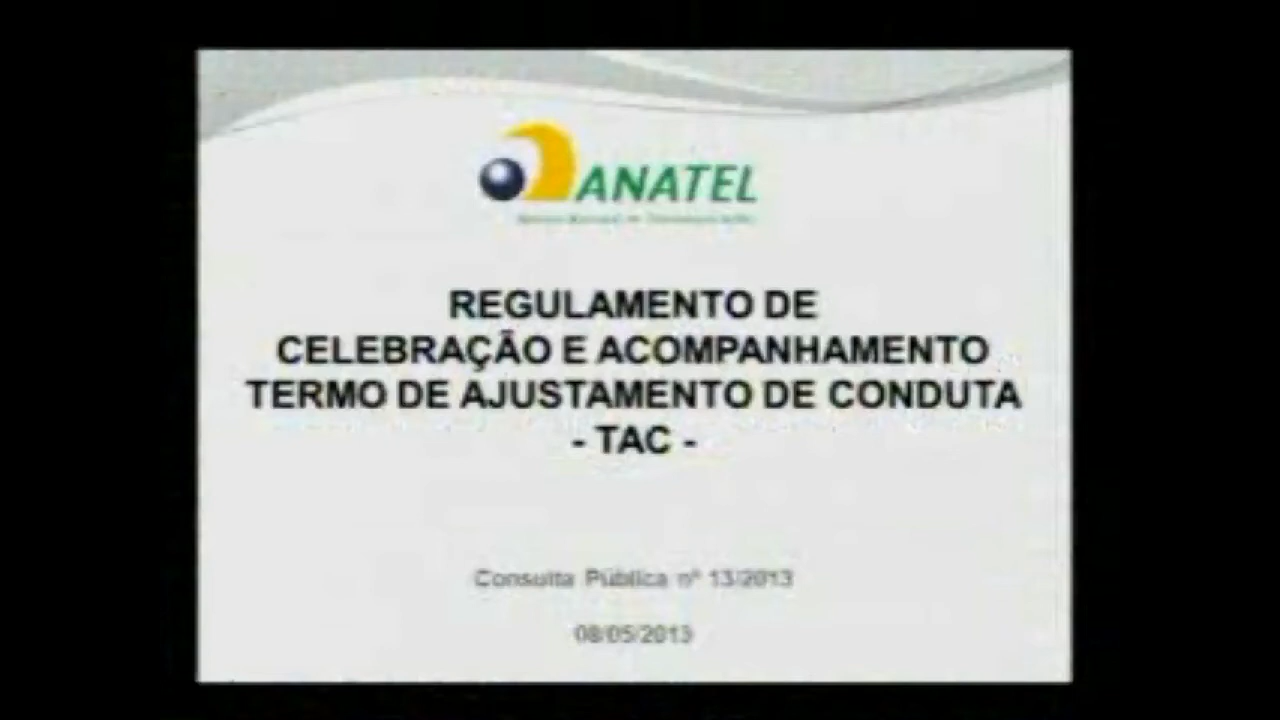 ANATEL
REGULAMENTO DE
CELEBRAÇÃO E ACOMPANHAMENTO
TERMO DE AJUSTAMENTO DE CONDUTA
- TAC -
Consulta Pública nº 13/2013
08/05/2013